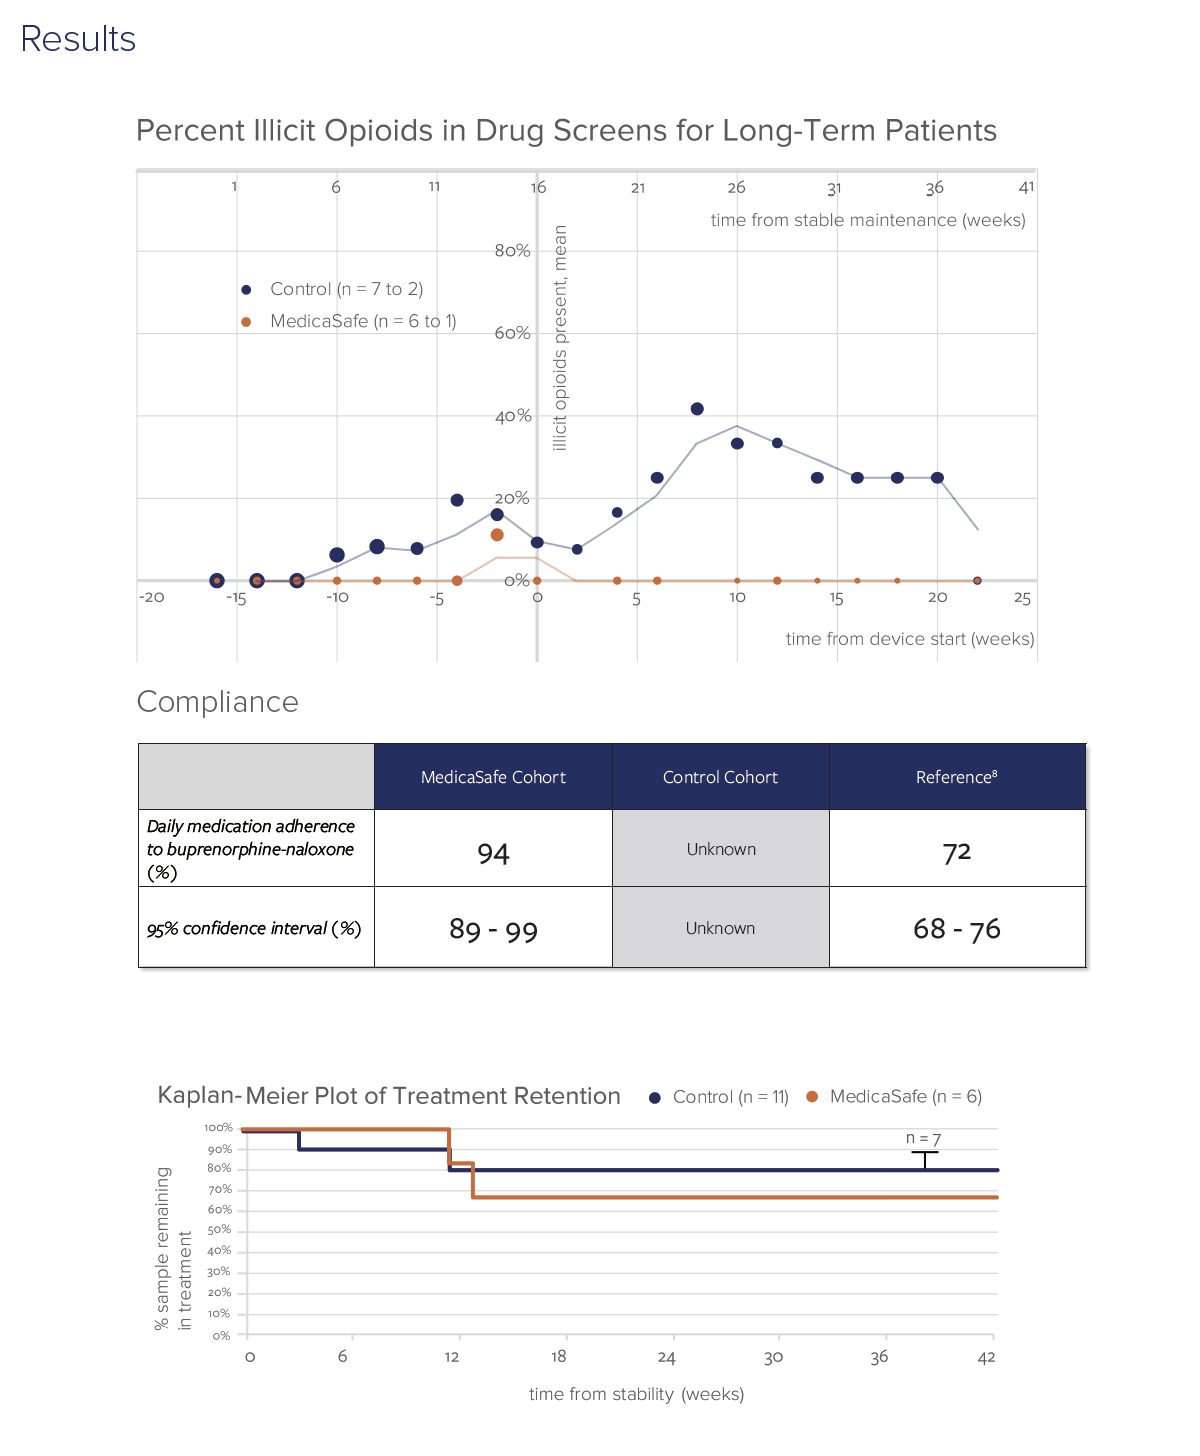 Results
Percent Illicit Opioids in Drug Screens for Long-Term Patients
1 6 11 16 21 26 31 36 41
time from stable maintenance (weeks)
80%
60%
40%
20%
0%
illicit opioids present, mean
Control (n = 7 to 2)
MedicaSafe (n = 6 to 1)
-20 -15 -10 -5 0 5 10 15 20 25
time from device start (weeks)
Compliance
MedicaSafe Cohort Control Cohort Reference⁸
Daily medication adherence
to buprenorphine-naloxone
(%)
94 Unknown 72
95% confidence interval (%) 89 - 99 Unknown 68 - 76
Kaplan-Meier Plot of Treatment Retention Control (n = 11) MedicaSafe (n = 6)
100%
90%
80%
70%
60%
50%
40%
30%
20%
10%
0%
% sample remaining
in treatment
n = 7
0 6 12 18 24 30 36 42
time from stability (weeks)